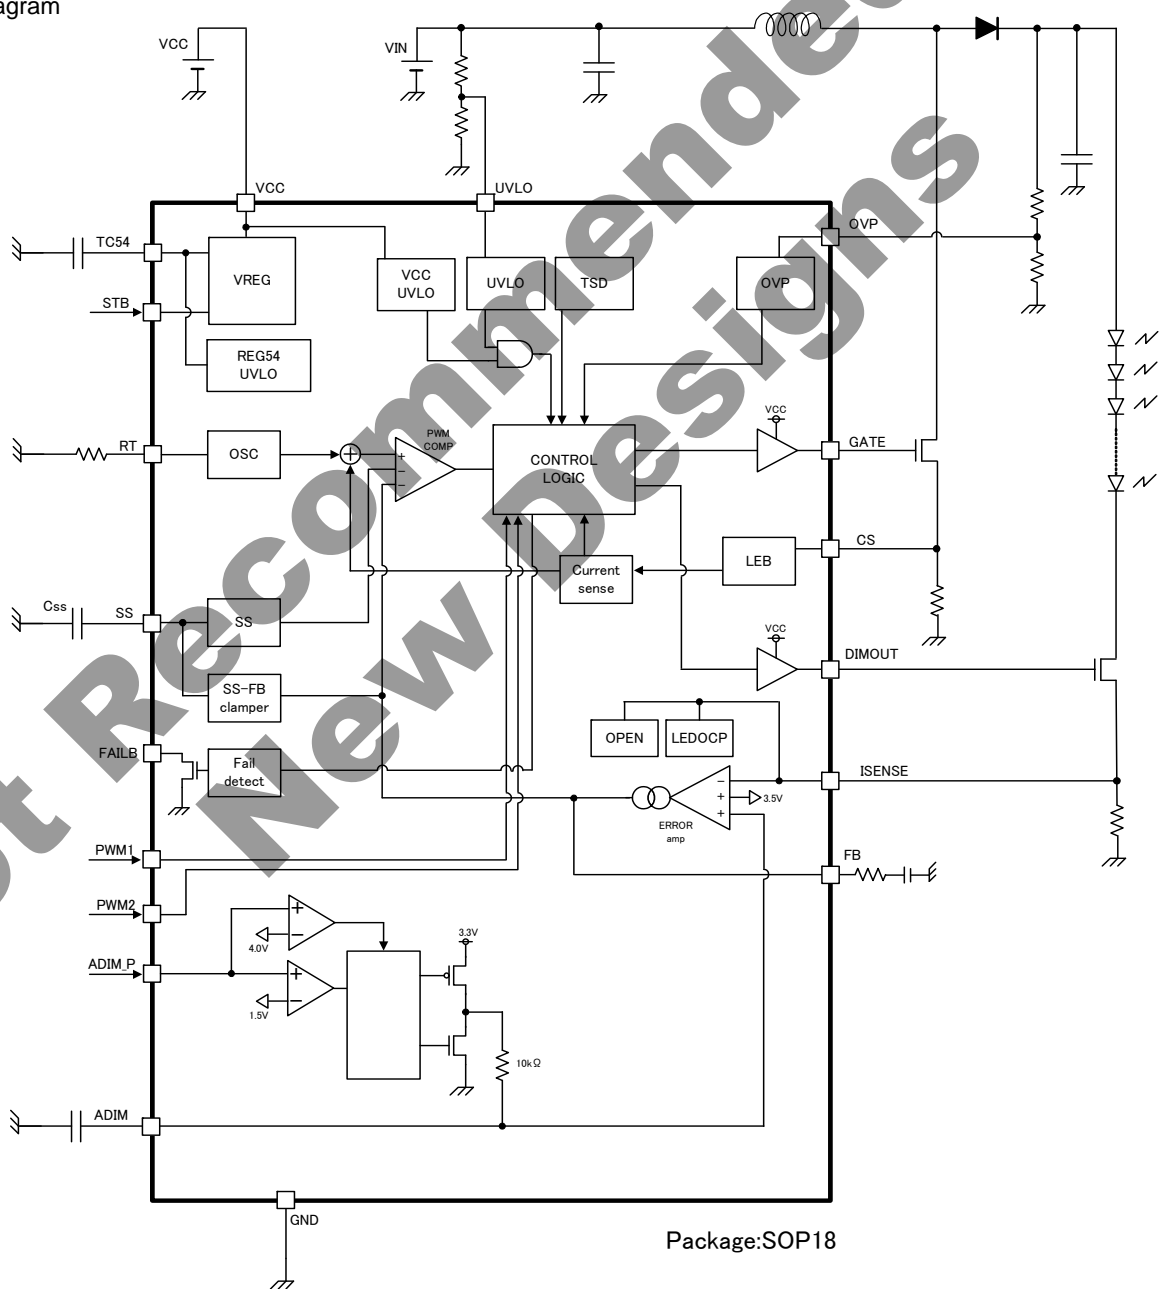 agram
VCC
VIN
VCC
UVLO
TC54
OVP
VREG
VCC
UVLO
UVLO
TSD
OVP
STB
REG54
UVLO
PWM
COMP
VCC
RT
OSC
CONTROL
LOGIC
GATE
LEB
CS
Current
sense
Css
SS
SS
VCC
DIMOUT
SS-FB
clamper
OPEN
LEDOCP
FAILB
Fail
detect
ISENSE
3.5V
ERROR
amp
FB
PWM1
PWM2
4.0V
3.3V
ADIM_P
1.5V
10kΩ
ADIM
GND
Package:SOP18
ot Recommended
New Designs